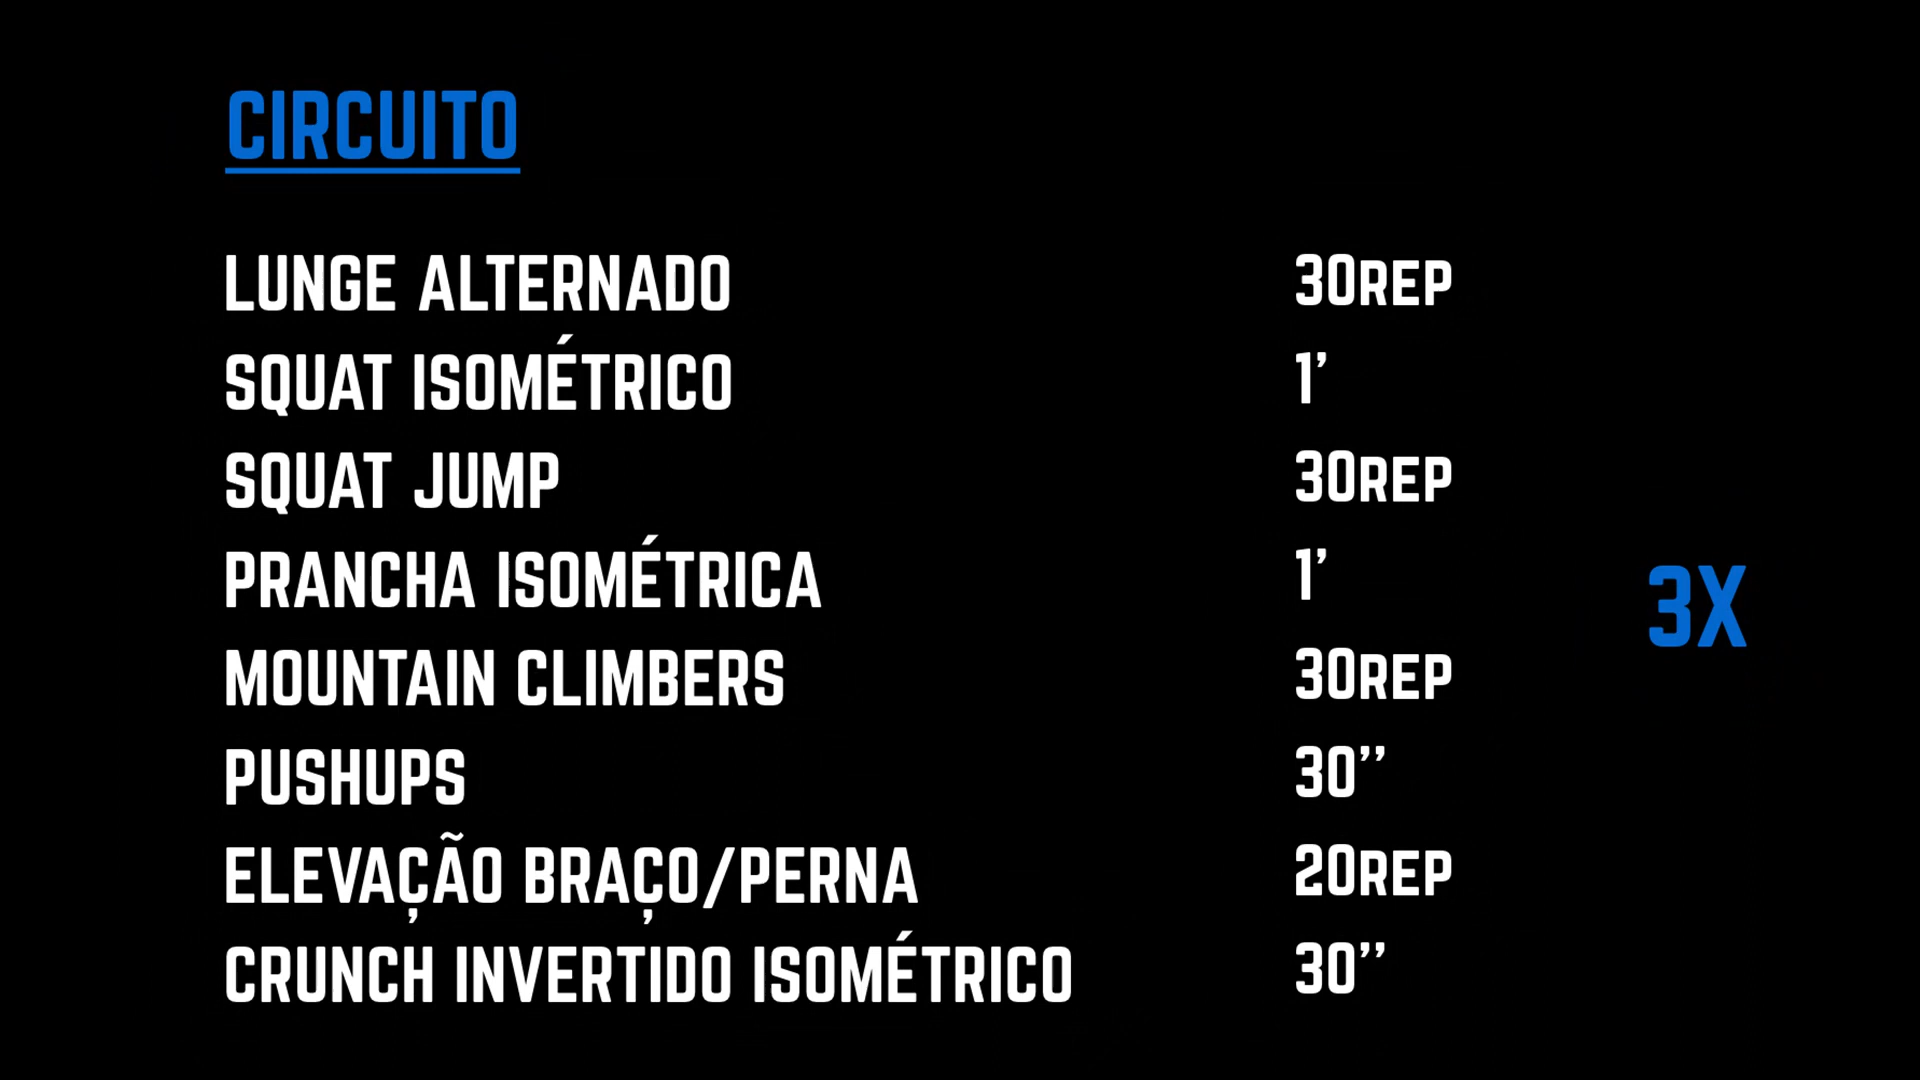 CIRCUITO
LUNGE ALTERNADO 30REP
SQUAT ISOMÉTRICO 1’
SQUAT JUMP 30REP
PRANCHA ISOMÉTRICA 1’
3X
MOUNTAIN CLIMBERS 30REP
PUSHUPS 30’’
ELEVAÇÃO BRAÇO/PERNA 20REP
CRUNCH INVERTIDO ISOMÉTRICO 30’’